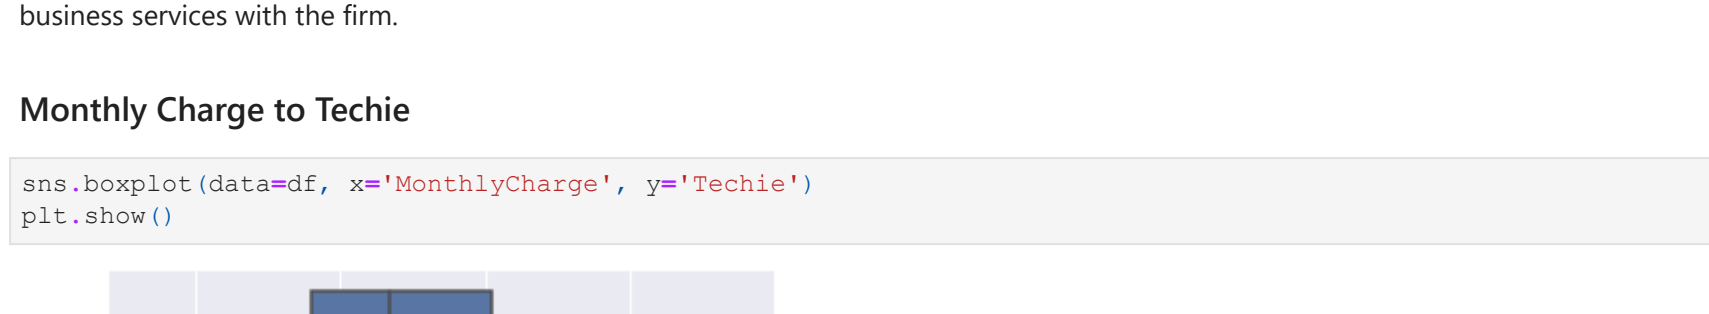 business services with the firm.
Monthly Charge to Techie
sns.boxplot(data=df, x='MonthlyCharge', y='Techie')
plt.show()